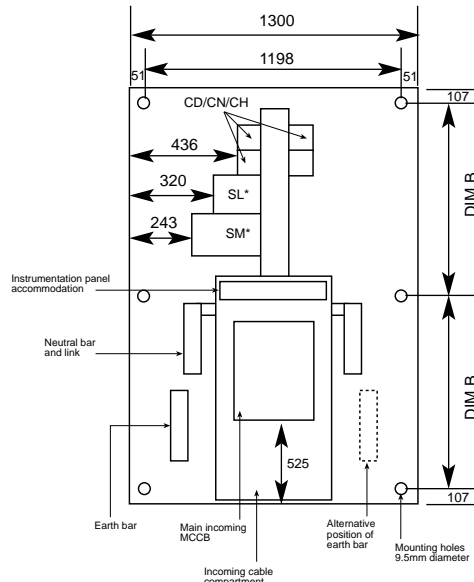 1300
1198
51
51
107
CD/CN/CH
436
320
SL*
243
SM*
DIM B
Instrumentation panel
accommodation
Neutral bar
and link
DIM B
525
107
Earth bar
Main incoming
MCCB
Alternative
position of
earth bar
Mounting holes
9.5mm diameter
Incoming cable
compartment